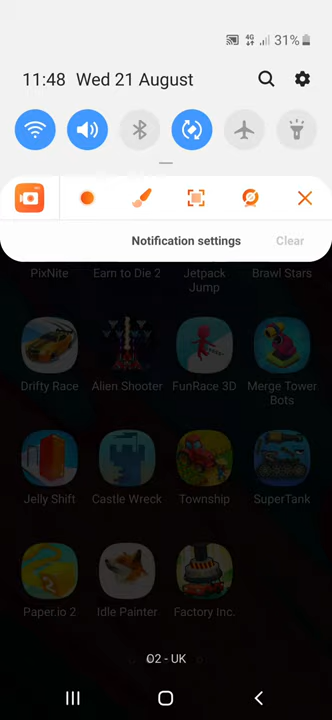 4G 31%
11:48 Wed 21 August
Notification settings Clear
PixNite Earn to Die 2 Jetpack Jump Brawl Stars
Drifty Race Alien Shooter FunRace 3D Merge Tower Bots
Jelly Shift Castle Wreck Township SuperTank
Paper.io 2 Idle Painter Factory Inc.
O2 - UK